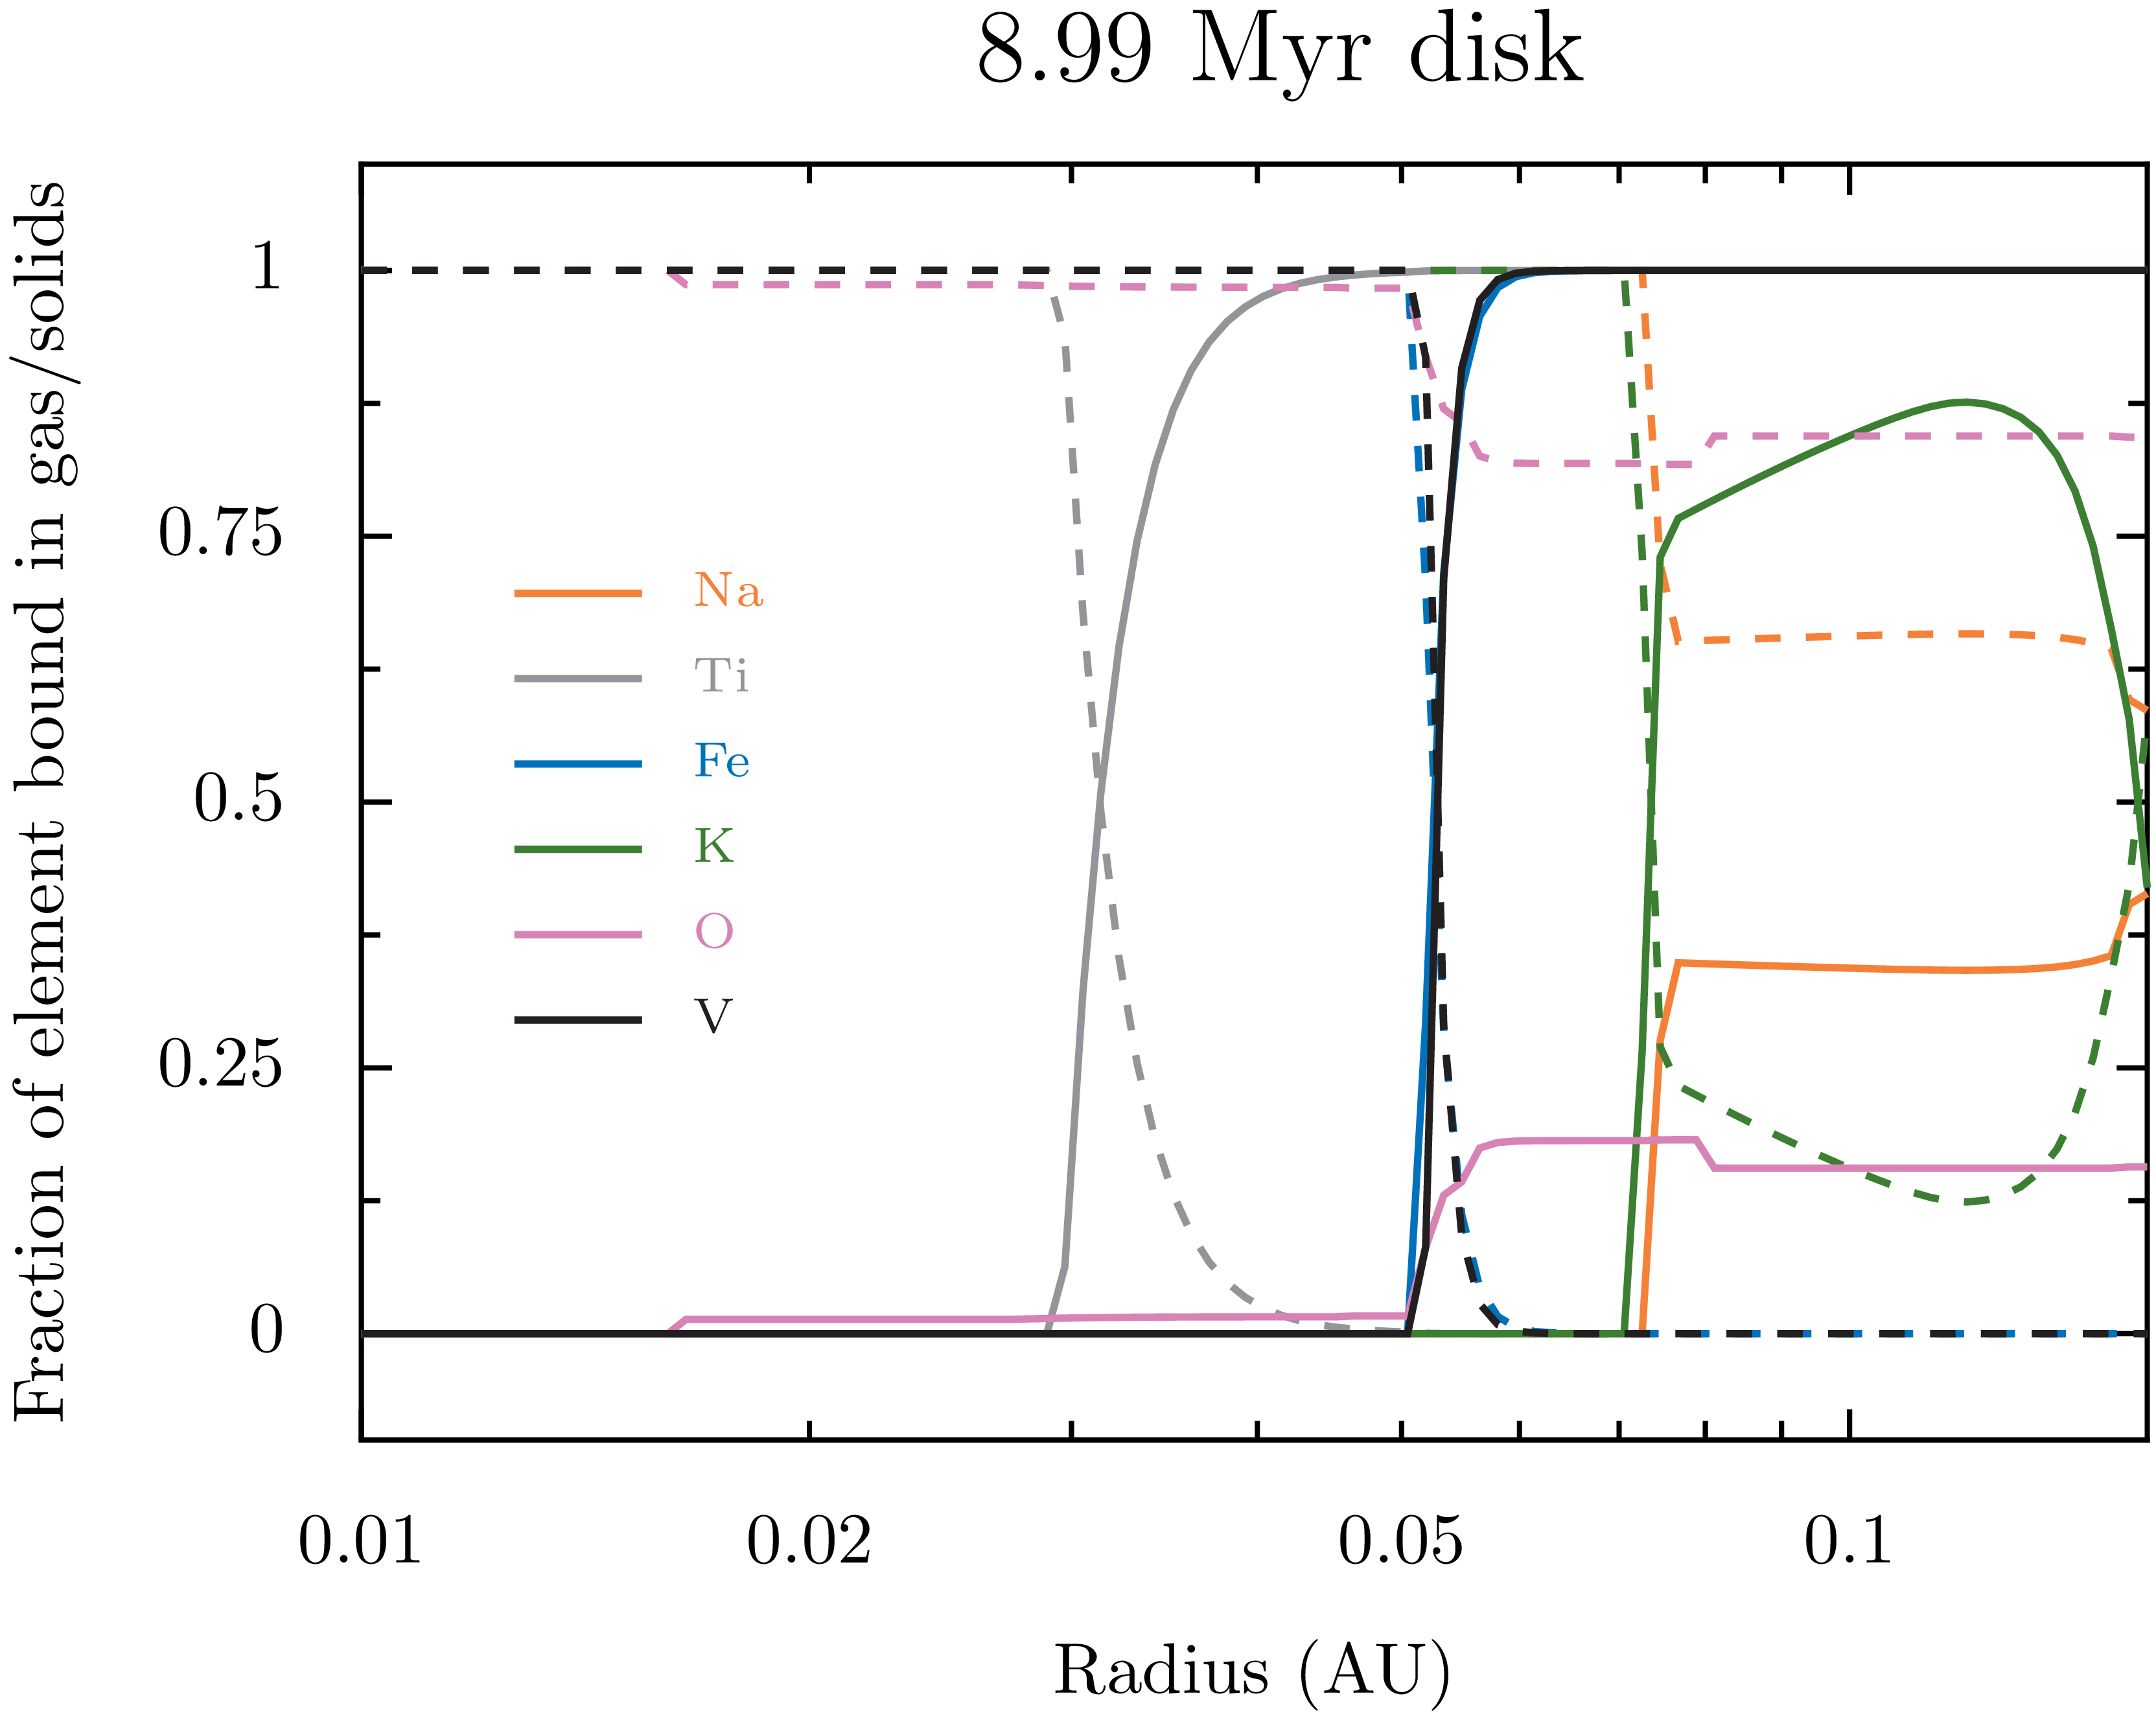 8.99 Myr disk
Fraction of element bound in gas/solids
1
0.75
0.5
0.25
0
Na
Ti
Fe
K
O
V
0.01 0.02 0.05 0.1
Radius (AU)